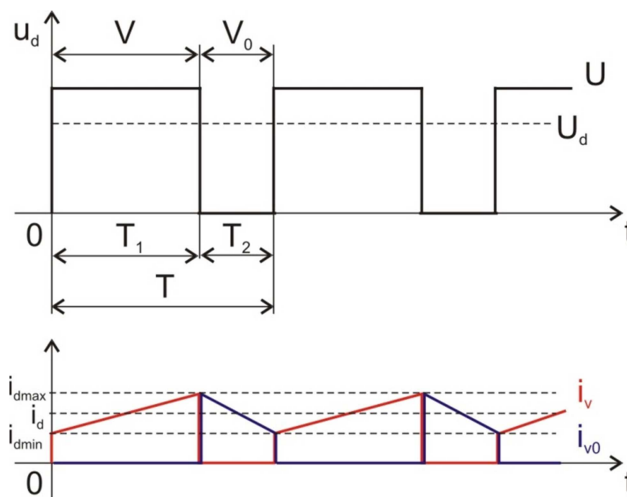 u_d
V V_0
U
U_d
0 T_1 T_2 t
T
i_dmax
i_d
i_dmin
i_v
i_v0
0 t